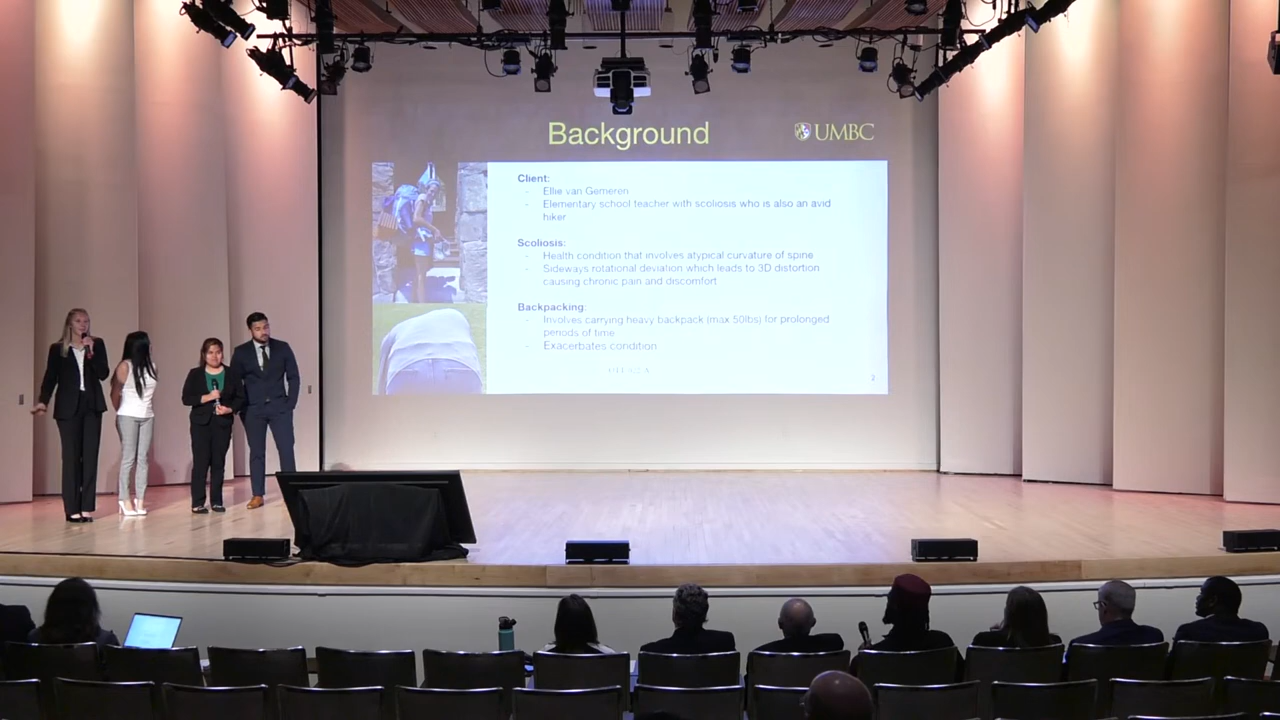 Background
UMBC
Client:
- Ellie van Gemeren
- Elementary school teacher with scoliosis who is also an avid
hiker
Scoliosis:
- Health condition that involves atypical curvature of spine
- Sideways rotational deviation which leads to 3D distortion
causing chronic pain and discomfort
Backpacking:
- Involves carrying heavy backpack (max 50lbs) for prolonged
periods of time
- Exacerbates condition
2